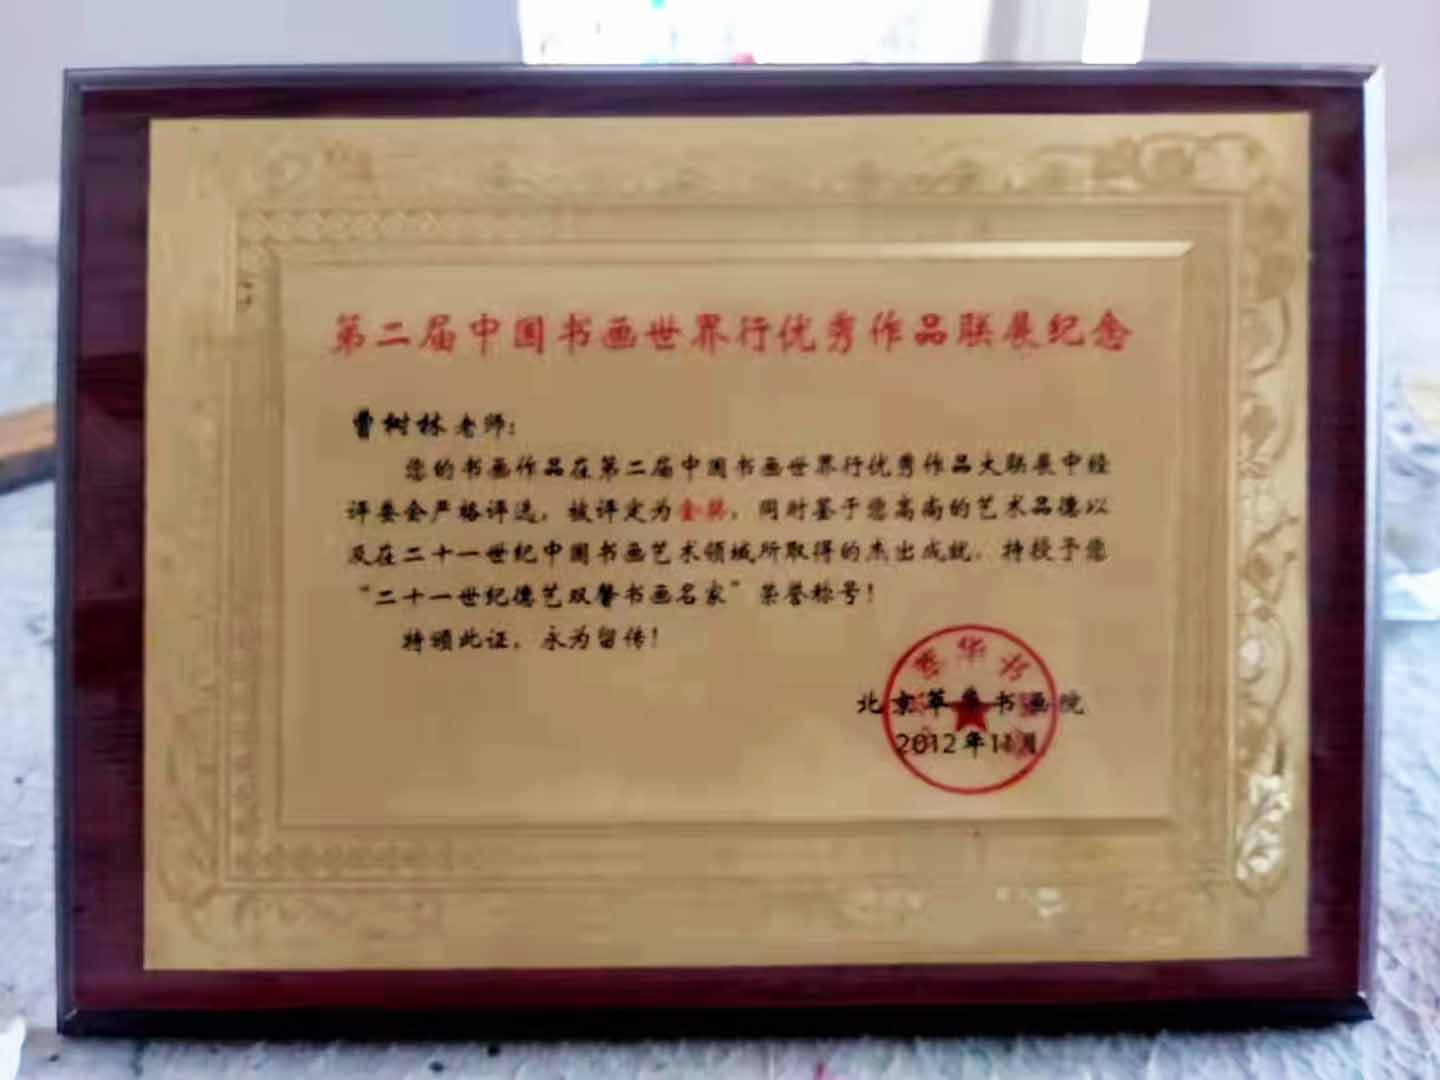 第二届中国书画世界行优秀作品联展纪念
曹树林老师：
您的书画作品在第二届中国书画世界行优秀作品大联展中经
评委会严格评选，被评定为金奖，同时鉴于您高尚的艺术品德以
及在二十一世纪中国书画艺术领域所取得的杰出成就，特授予您
“二十一世纪德艺双馨书画名家”荣誉称号！
特颁此证，永为留传！
北京 书画院
2012年11月